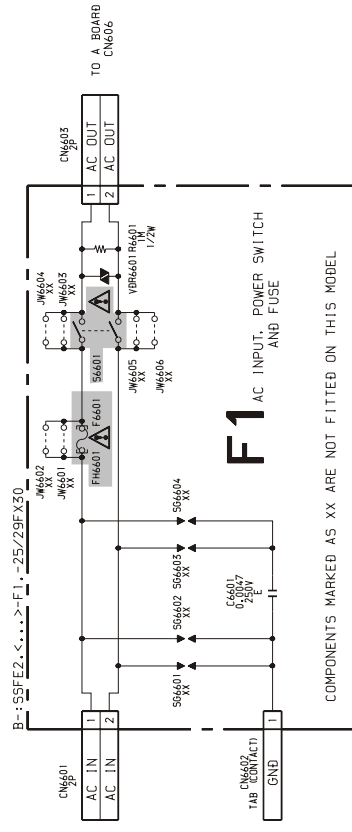 B-:SSFE2.<....>-F1.-25/29FX30
CN6601
2P
AC IN 1
AC IN 2
JW6602
XX
JW6601
XX
FH6601 F6601
JW6604
XX
JW6603
XX
S6601
JW6605
XX
JW6606
XX
VDR6601
R6601
1M
1/2W
CN6603
2P
1 AC OUT
2 AC OUT
TO A BOARD
CN606
SG6601
XX
SG6602
XX
SG6603
XX
SG6604
XX
C6601
0.0047
250V
E
CN6602
TAB (CONTACT)
GND 1
F1
AC INPUT, POWER SWITCH
AND FUSE
COMPONENTS MARKED AS XX ARE NOT FITTED ON THIS MODEL